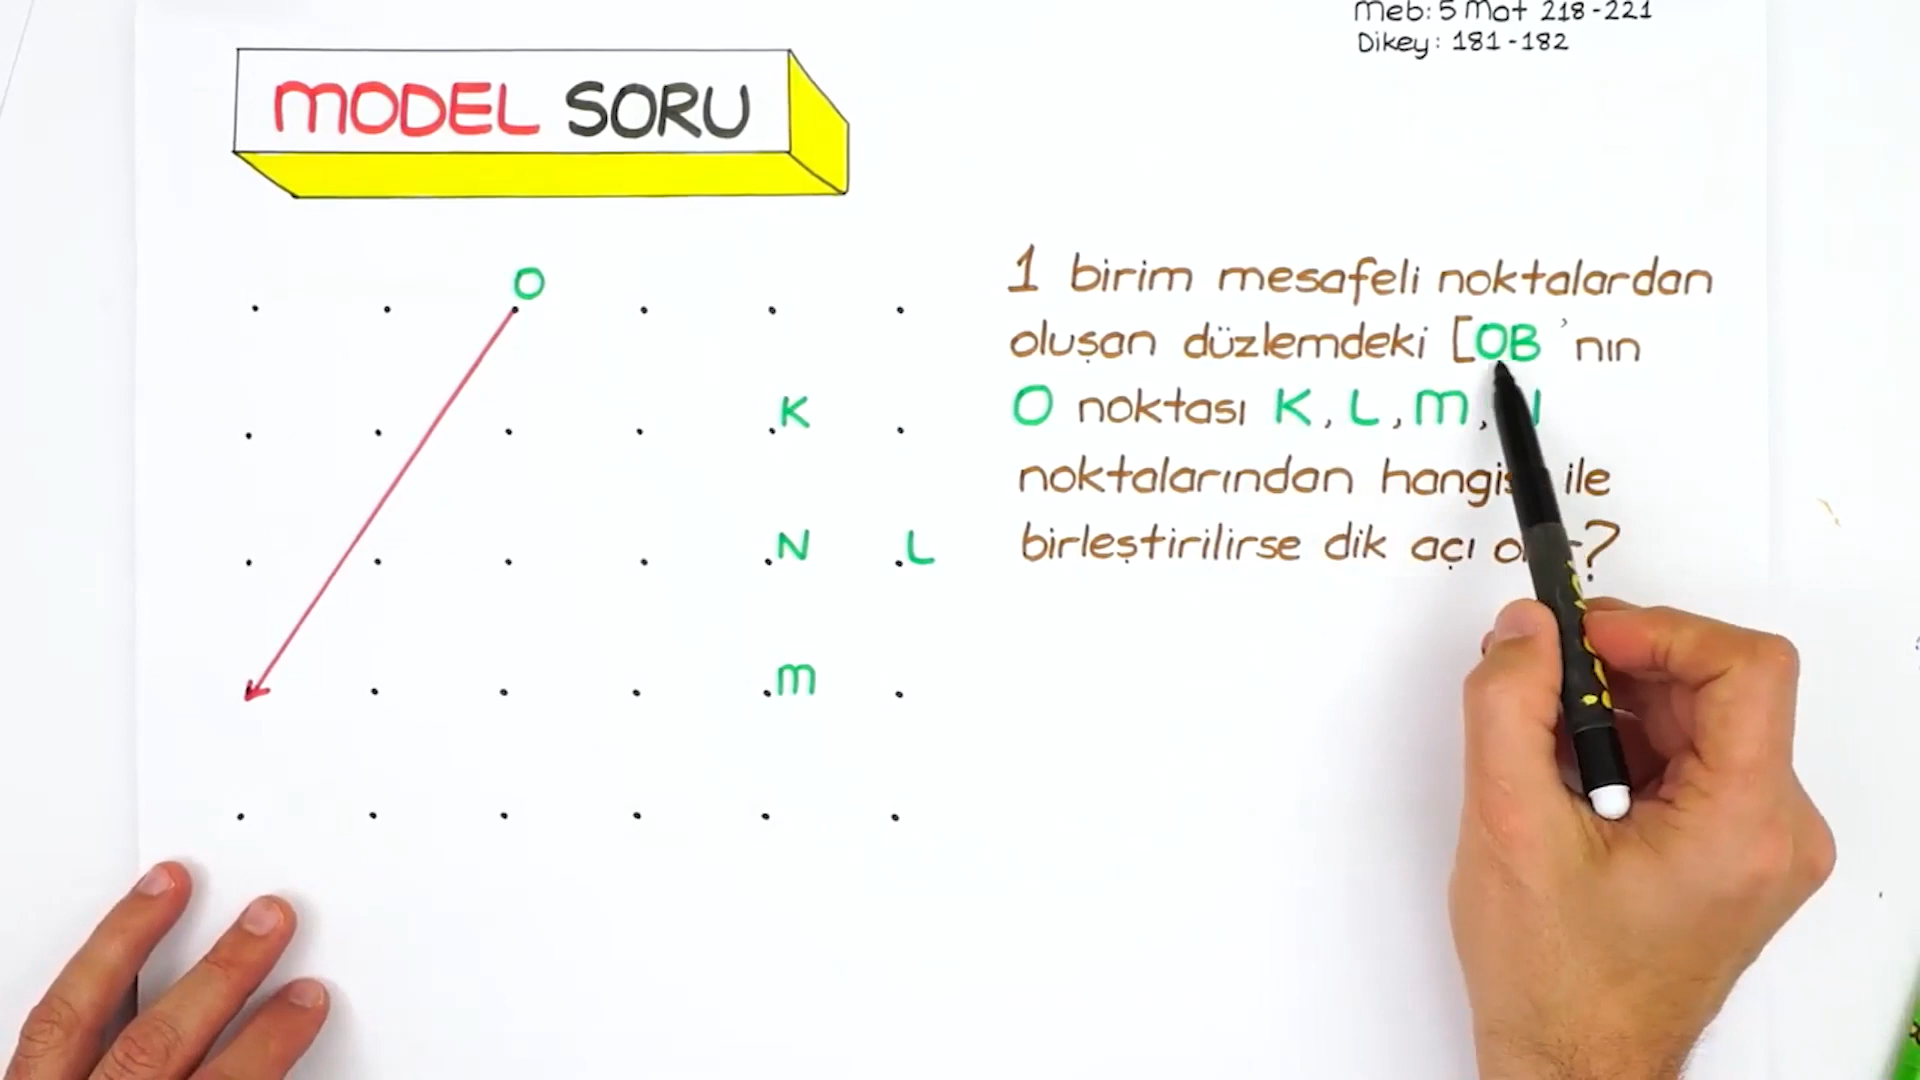 Meb: 5 Mat 218-221
Dikey: 181-182
MODEL SORU
O
K
N L
M
1 birim mesafeli noktalardan
oluşan düzlemdeki [OB 'nın
O noktası K, L, M,
noktalarından ile
birleştirilirse dik açı